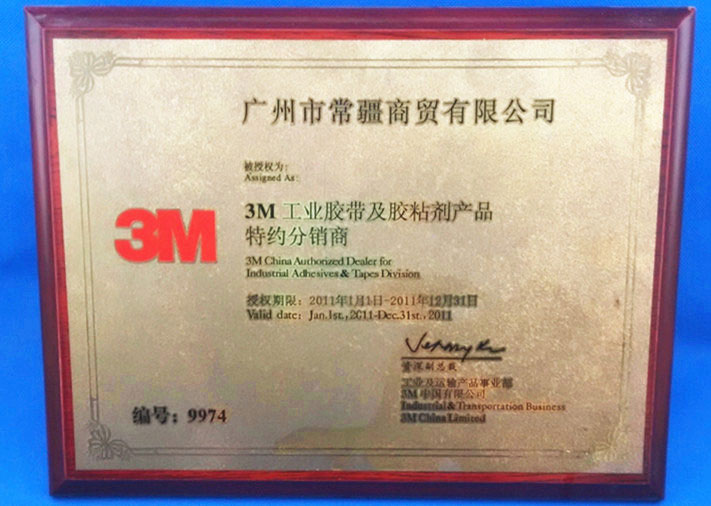 广州市常疆商贸有限公司
被授权为:
Assigned As:
3M
3M 工业胶带及胶粘剂产品
特约分销商
3M China Authorized Dealer for
Industrial Adhesives & Tapes Division
授权期限: 2011年1月1日-2011年12月31日
Valid date: Jan.1st.,2011-Dec.31st.,2011
资深副总裁
工业及运输产品事业部
3M 中国有限公司
Industrial & Transportation Business
3M China Limited
编号: 9974